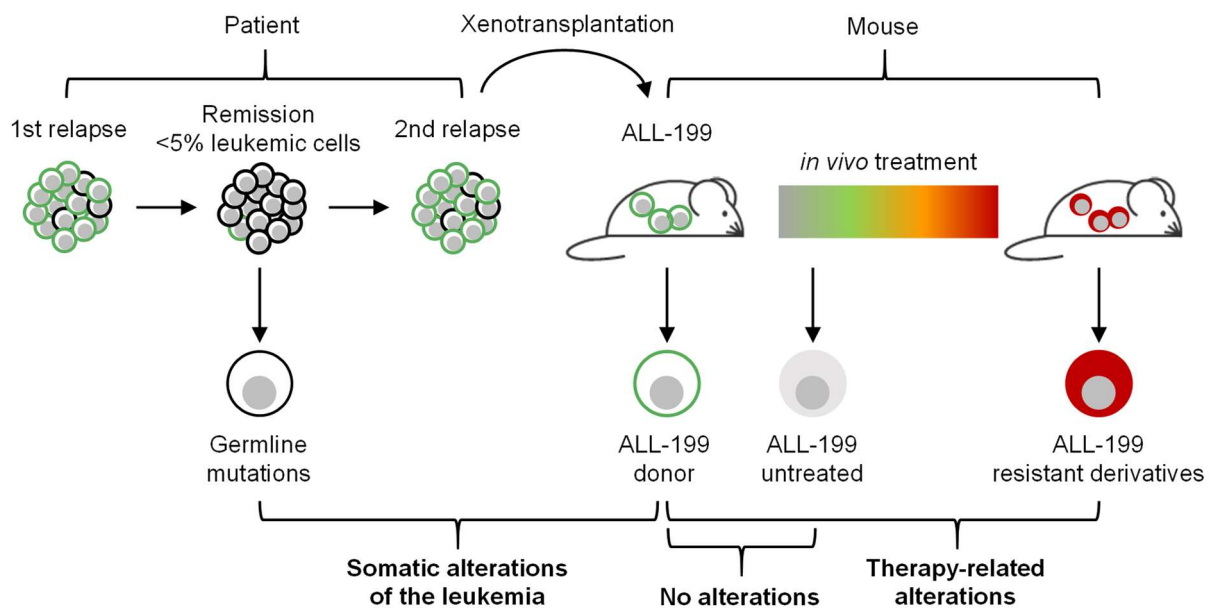 Patient
Xenotransplantation
Mouse
1st relapse
Remission
<5% leukemic cells
2nd relapse
ALL-199
in vivo treatment
Germline
mutations
ALL-199
donor
ALL-199
untreated
ALL-199
resistant derivatives
Somatic alterations
of the leukemia
No alterations
Therapy-related
alterations